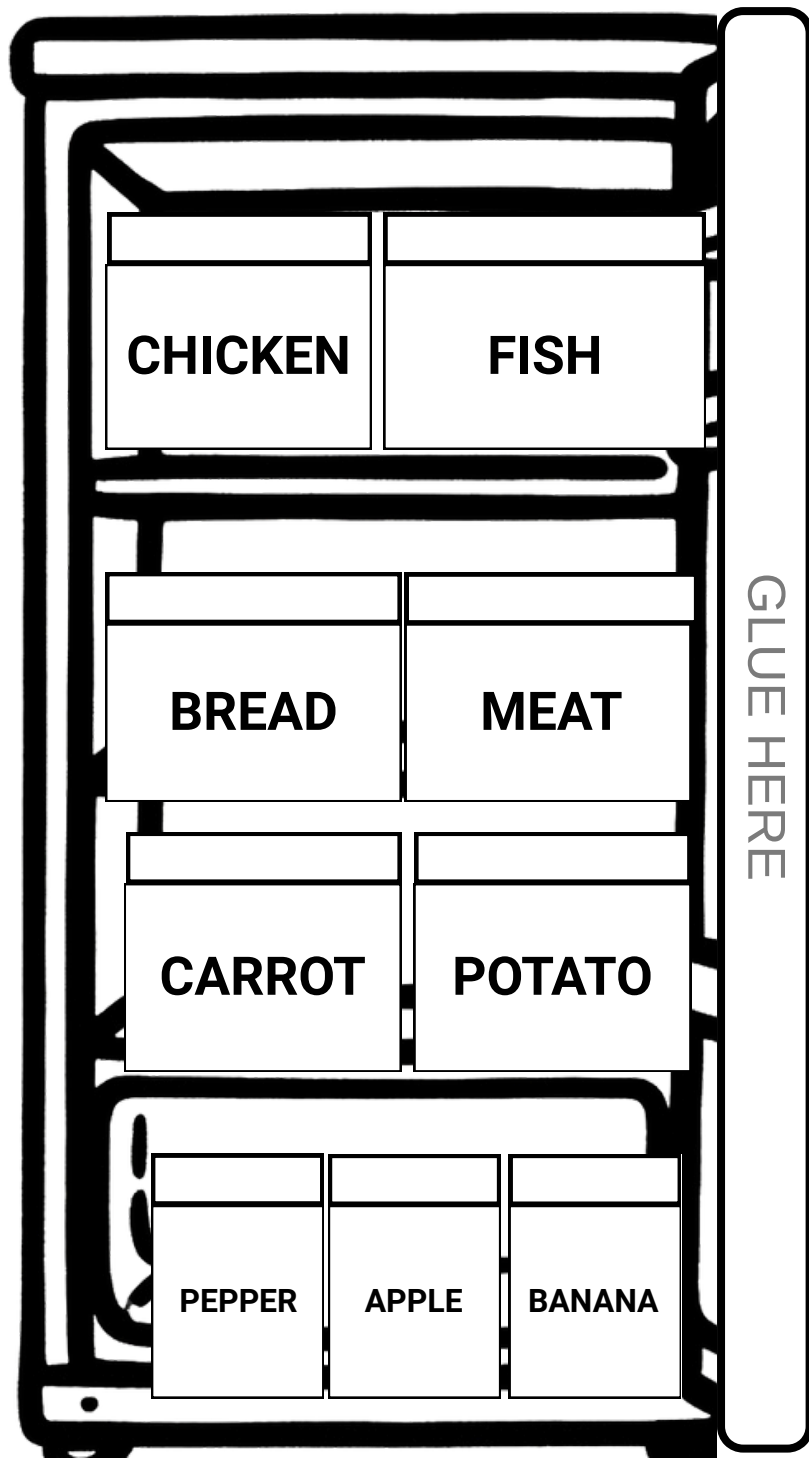 CHICKEN
FISH
BREAD
MEAT
CARROT
POTATO
PEPPER
APPLE
BANANA
GLUE HERE